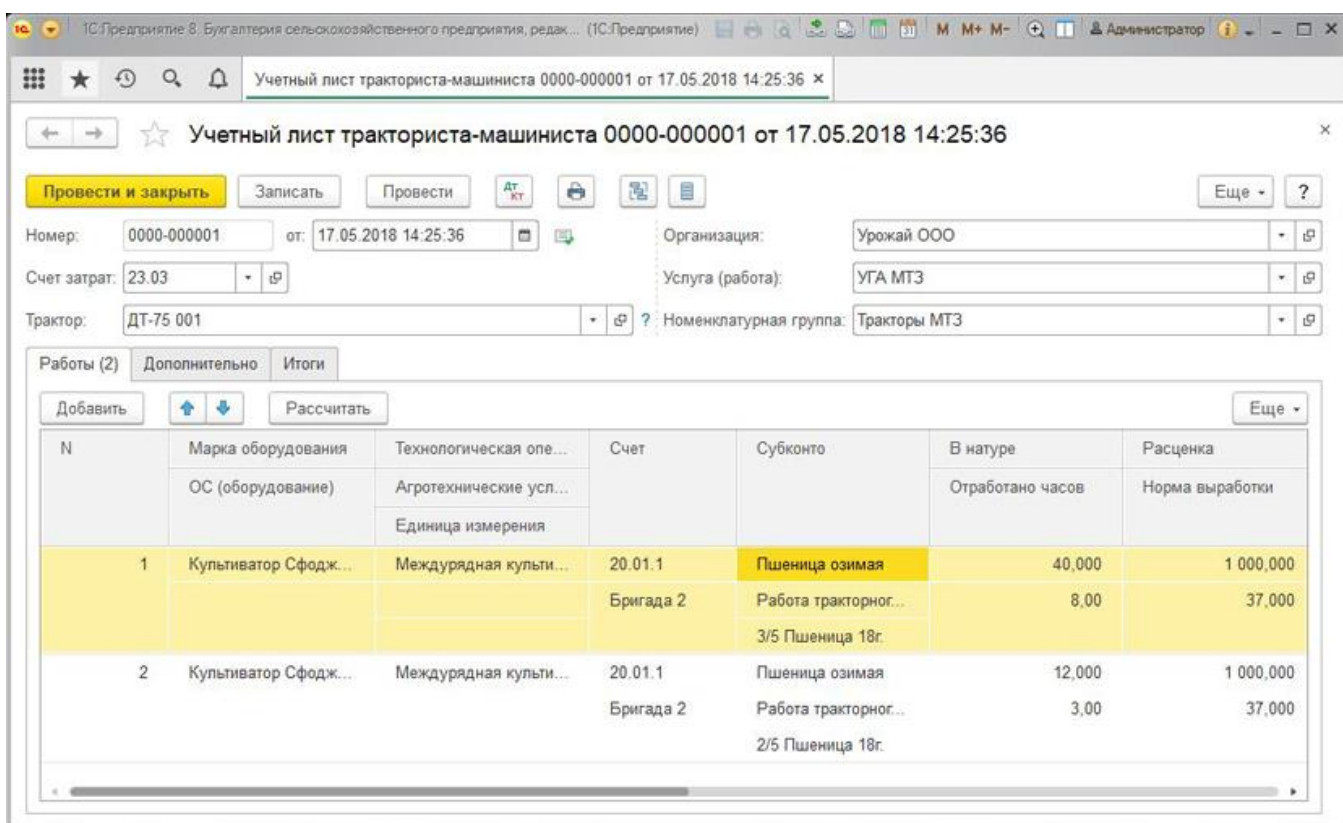 1С:Предприятие 8. Бухгалтерия сельскохозяйственного предприятия, редак... (1С:Предприятие) 31 M M+ M- Администратор i
Учетный лист тракториста-машиниста 0000-000001 от 17.05.2018 14:25:36 ×
Учетный лист тракториста-машиниста 0000-000001 от 17.05.2018 14:25:36 ×
Провести и закрыть Записать Провести Дт Кт Еще ?
Номер: 0000-000001 от: 17.05.2018 14:25:36 Организация: Урожай ООО
Счет затрат: 23.03 Услуга (работа): УГА МТЗ
Трактор: ДТ-75 001 ? Номенклатурная группа: Тракторы МТЗ
Работы (2) Дополнительно Итоги
Добавить Рассчитать Еще
N Марка оборудования Технологическая опе... Счет Субконто В натуре Расценка
ОС (оборудование) Агротехнические усл... Отработано часов Норма выработки
Единица измерения
1 Культиватор Сфодж... Междурядная культи... 20.01.1 Пшеница озимая 40,000 1 000,000
Бригада 2 Работа тракторног... 8,00 37,000
3/5 Пшеница 18г.
2 Культиватор Сфодж... Междурядная культи... 20.01.1 Пшеница озимая 12,000 1 000,000
Бригада 2 Работа тракторног... 3,00 37,000
2/5 Пшеница 18г.